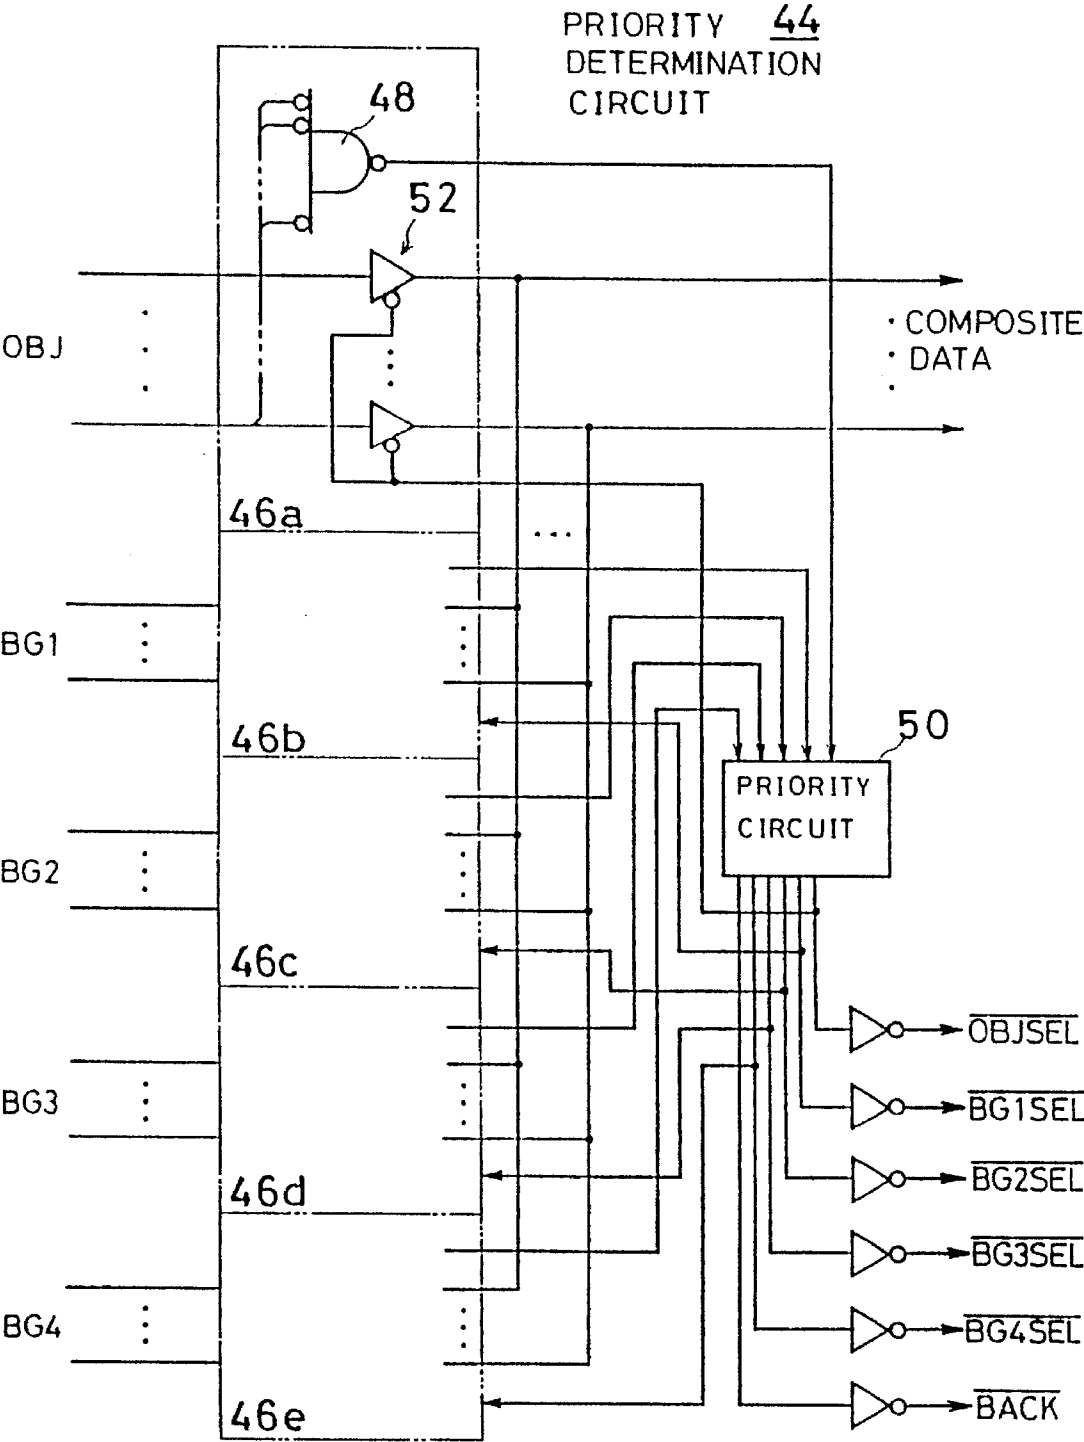 PRIORITY 44
DETERMINATION
CIRCUIT
48
52
OBJ
COMPOSITE
DATA
46a
BG1
46b
50
PRIORITY
CIRCUIT
BG2
46c
OBJSEL
BG3
BG1SEL
46d
BG2SEL
BG3SEL
BG4
BG4SEL
46e
BACK